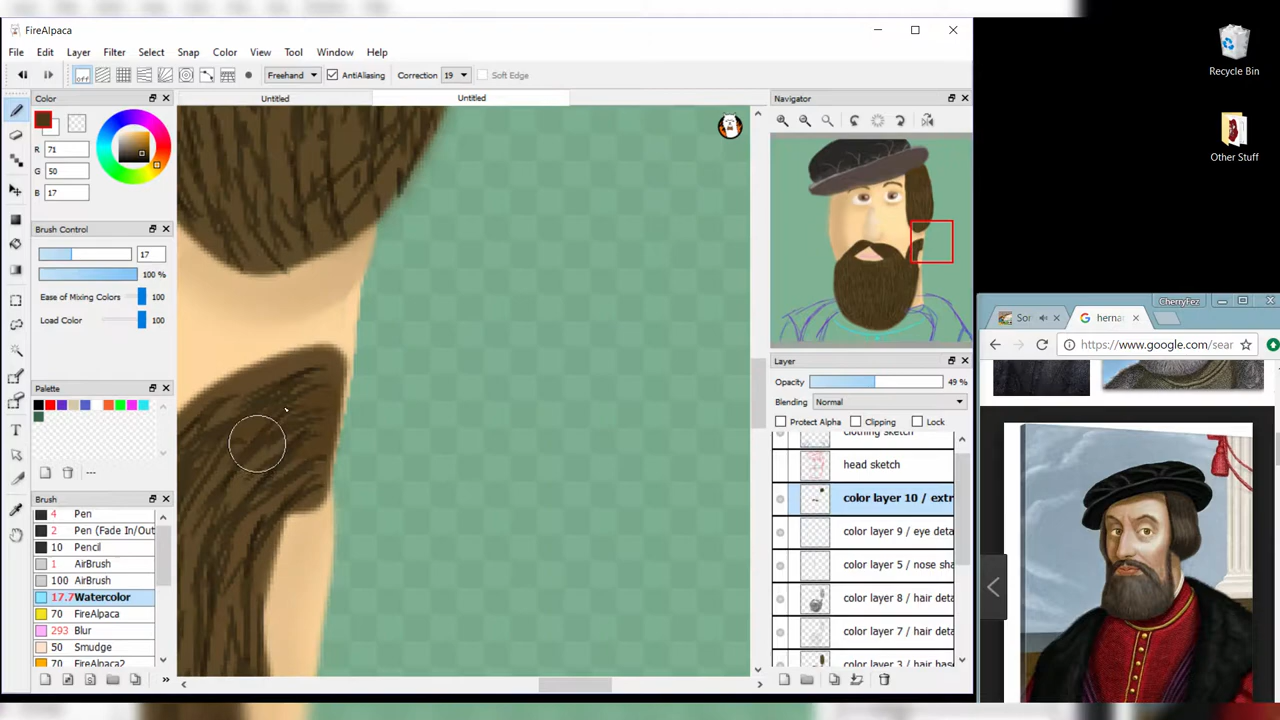 FireAlpaca
File Edit Layer Filter Select Snap Color View Tool Window Help
off Freehand AntiAliasing Correction 19 Soft Edge
Color
Untitled Untitled
R 71
G 50
B 17
Brush Control
17
100 %
Ease of Mixing Colors 100
Load Color 100
Palette
---
Brush
4 Pen
2 Pen (Fade In/Out
10 Pencil
1 AirBrush
100 AirBrush
17.7 Watercolor
70 FireAlpaca
293 Blur
50 Smudge
70 FireAlpaca2
Navigator
Layer
Opacity 49 %
Blending Normal
Protect Alpha Clipping Lock
clothing sketch
head sketch
color layer 10 / extr
color layer 9 / eye deta
color layer 5 / nose sha
color layer 8 / hair deta
color layer 7 / hair deta
color layer 3 / hair base
Recycle Bin
Other Stuff
CherryFez
Sor herna
https://www.google.com/sear